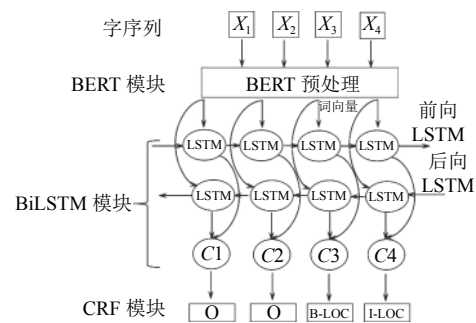 字序列 X1 X2 X3 X4
BERT 模块 BERT 预处理
词向量
前向
LSTM
LSTM LSTM LSTM LSTM
后向
LSTM
LSTM LSTM LSTM LSTM
BiLSTM 模块
C1 C2 C3 C4
CRF 模块 O O B-LOC I-LOC